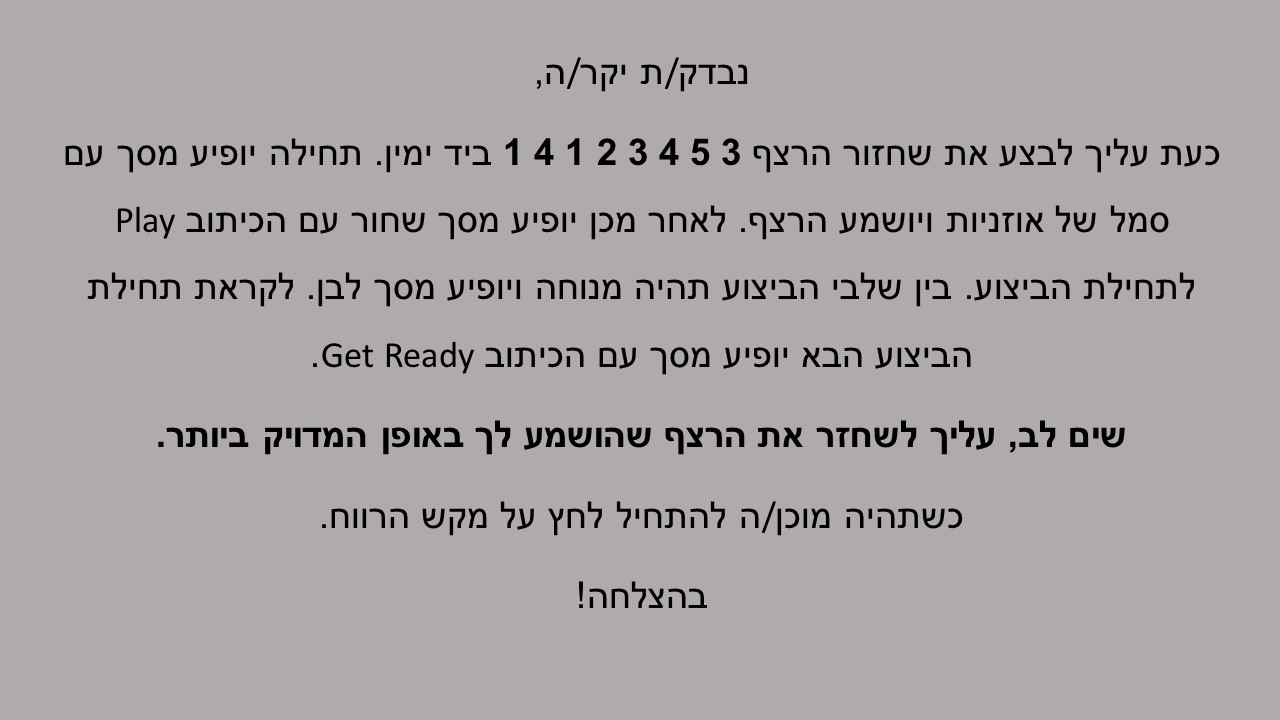 נבדק/ת יקר/ה,
כעת עליך לבצע את שחזור הרצף 1 4 1 2 3 4 5 3 ביד ימין. תחילה יופיע מסך עם
סמל של אוזניות ויושמע הרצף. לאחר מכן יופיע מסך שחור עם הכיתוב Play
לתחילת הביצוע. בין שלבי הביצוע תהיה מנוחה ויופיע מסך לבן. לקראת תחילת
הביצוע הבא יופיע מסך עם הכיתוב Get Ready.
שים לב, עליך לשחזר את הרצף שהושמע לך באופן המדויק ביותר.
כשתהיה מוכן/ה להתחיל לחץ על מקש הרווח.
בהצלחה!